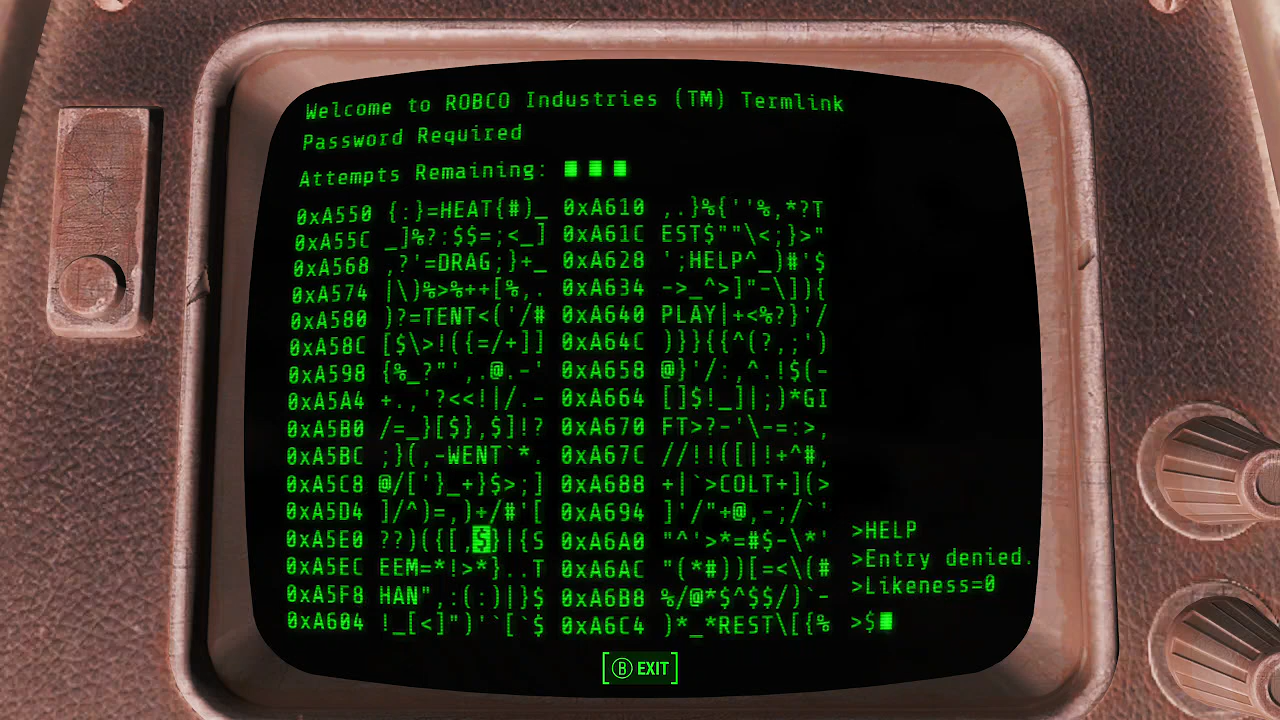 Welcome to ROBCO Industries (TM) Termlink
Password Required
Attempts Remaining: ■ ■ ■
0xA550 {:}=HEAT{#)_ 0xA610 ,.}%{''%,*?T
0xA55C _]%?:$$=;<_] 0xA61C EST$""\<;}>"
0xA568 ,?'=DRAG;}+_ 0xA628 ';HELP^_)#'$
0xA574 |\)%>%++[%,. 0xA634 ->_^>]"-\]){
0xA580 )?=TENT<('/# 0xA640 PLAY|+<%?}'/
0xA58C [$\>!({=/+]] 0xA64C )}}{{^(?,;')
0xA598 {%_?"',.@.-' 0xA658 @}'/:,^.!$(-
0xA5A4 +.,'?<<!|/.- 0xA664 []$!_]|;)*GI
0xA5B0 /=_}[$},$]!? 0xA670 FT>?-'\-=:>,
0xA5BC ;}(,-WENT`*. 0xA67C //!!([|!+^#,
0xA5C8 @/['}_+}$>;] 0xA688 +|`>COLT+](>
0xA5D4 ]/^)=,)÷/#'[ 0xA694 ]'/"+@,-;/`'
0xA5E0 ??)({[,$}|{S 0xA6A0 "^'>*=#$-\*'
0xA5EC EEM=*!>*}..T 0xA6AC "(*#))[=<\(#
0xA5F8 HAN",:(:)|}$ 0xA6B8 %/@*$^$$/)`-
0xA604 !_[<]")'`[`$ 0xA6C4 )*_*REST\[{%
>HELP
>Entry denied.
>Likeness=0
>$■
[Ⓑ EXIT]